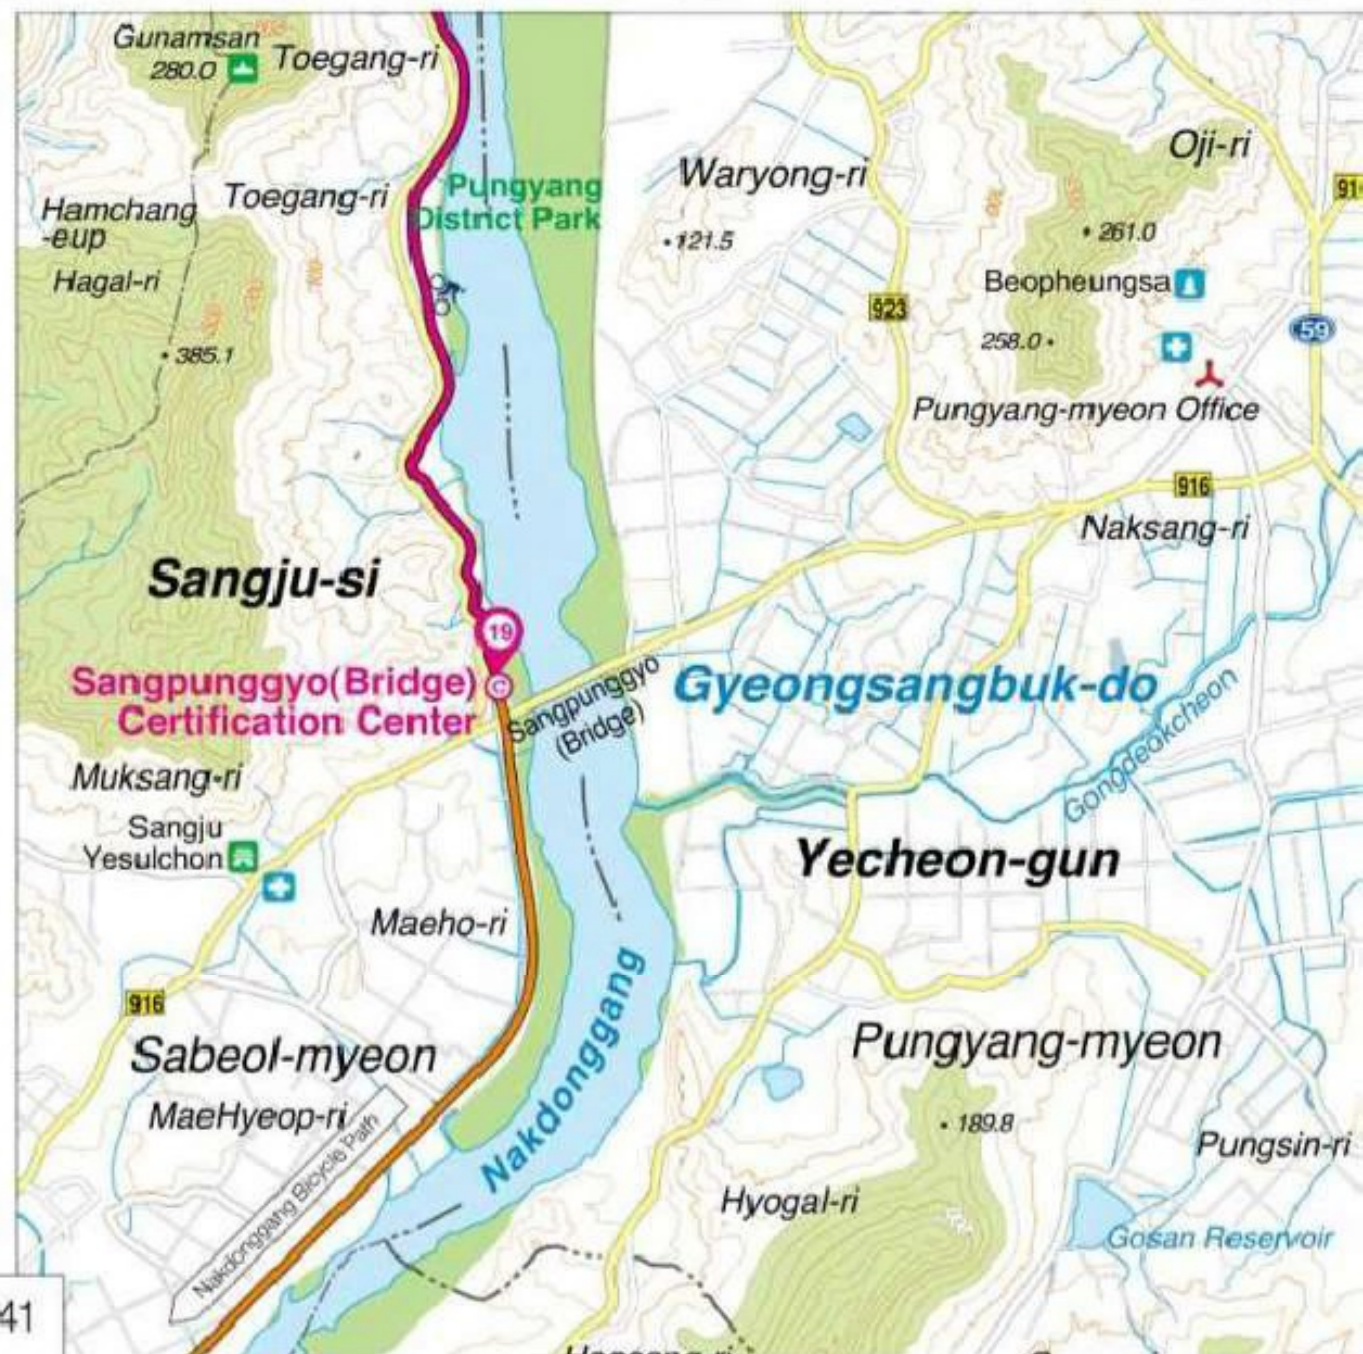 Gunamsan
280.0
Toegang-ri
Waryong-ri
Oji-ri
Pungyang
District Park
Toegang-ri
Hamchang
-eup
Hagal-ri
121.5
261.0
Beopheungsa
923
59
258.0
385.1
Pungyang-myeon Office
916
Naksang-ri
Sangju-si
19
Sangpunggyo(Bridge)
Certification Center
C
Sangpunggyo
(Bridge)
Gyeongsangbuk-do
Gongdeokcheon
Muksang-ri
Sangju
Yesulchon
Yecheon-gun
Maeho-ri
916
Nakdonggang
Sabeol-myeon
Pungyang-myeon
MaeHyeop-ri
189.8
Pungsin-ri
Nakdonggang Bicycle Path
Hyogal-ri
Gosan Reservoir
41